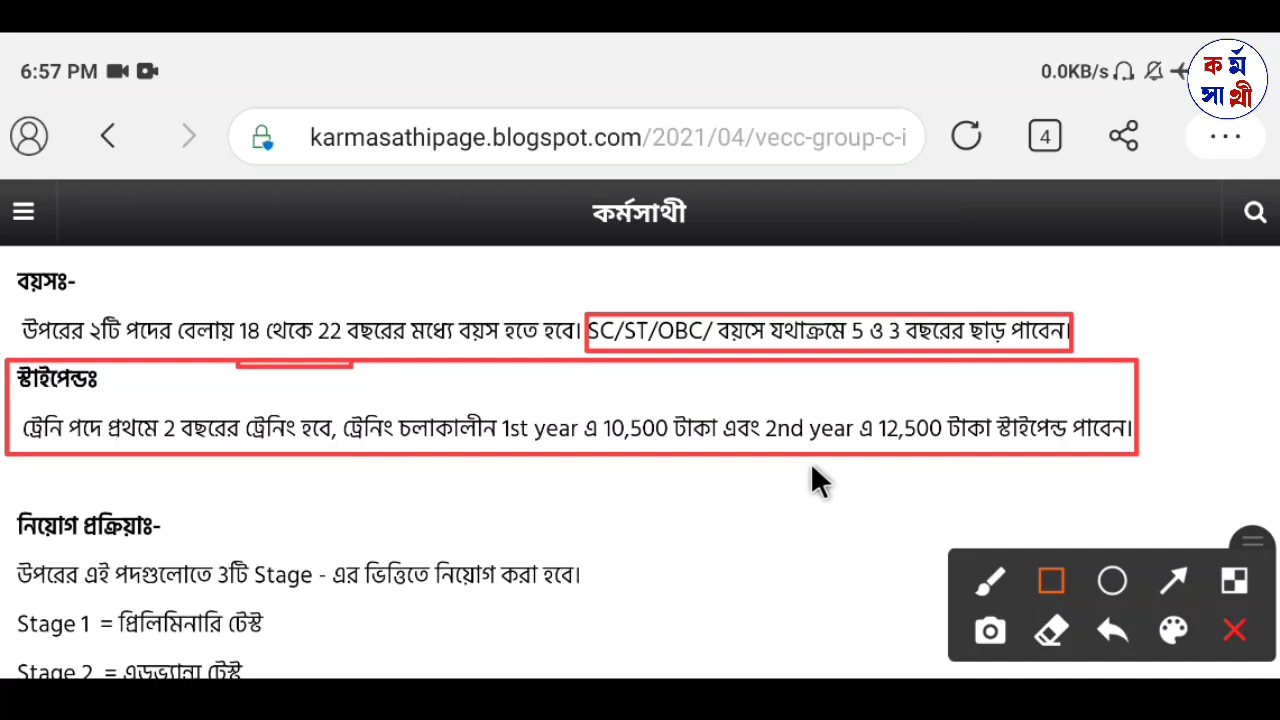 6:57 PM
0.0KB/s
কর্ম
সাথী
karmasathipage.blogspot.com/2021/04/vecc-group-c-i
4
কর্মসাথী
বয়সঃ-
উপরের ২টি পদের বেলায় 18 থেকে 22 বছরের মধ্যে বয়স হতে হবে। SC/ST/OBC/ বয়সে যথাক্রমে 5 ও 3 বছরের ছাড় পাবেন।
স্টাইপেন্ডঃ
ট্রেনি পদে প্রথমে 2 বছরের ট্রেনিং হবে, ট্রেনিং চলাকালীন 1st year এ 10,500 টাকা এবং 2nd year এ 12,500 টাকা স্টাইপেন্ড পাবেন।
নিয়োগ প্রক্রিয়াঃ-
উপরের এই পদগুলোতে 3টি Stage - এর ভিত্তিতে নিয়োগ করা হবে।
Stage 1 = প্রিলিমিনারি টেস্ট
Stage 2 = এডভ্যান্স টেস্ট